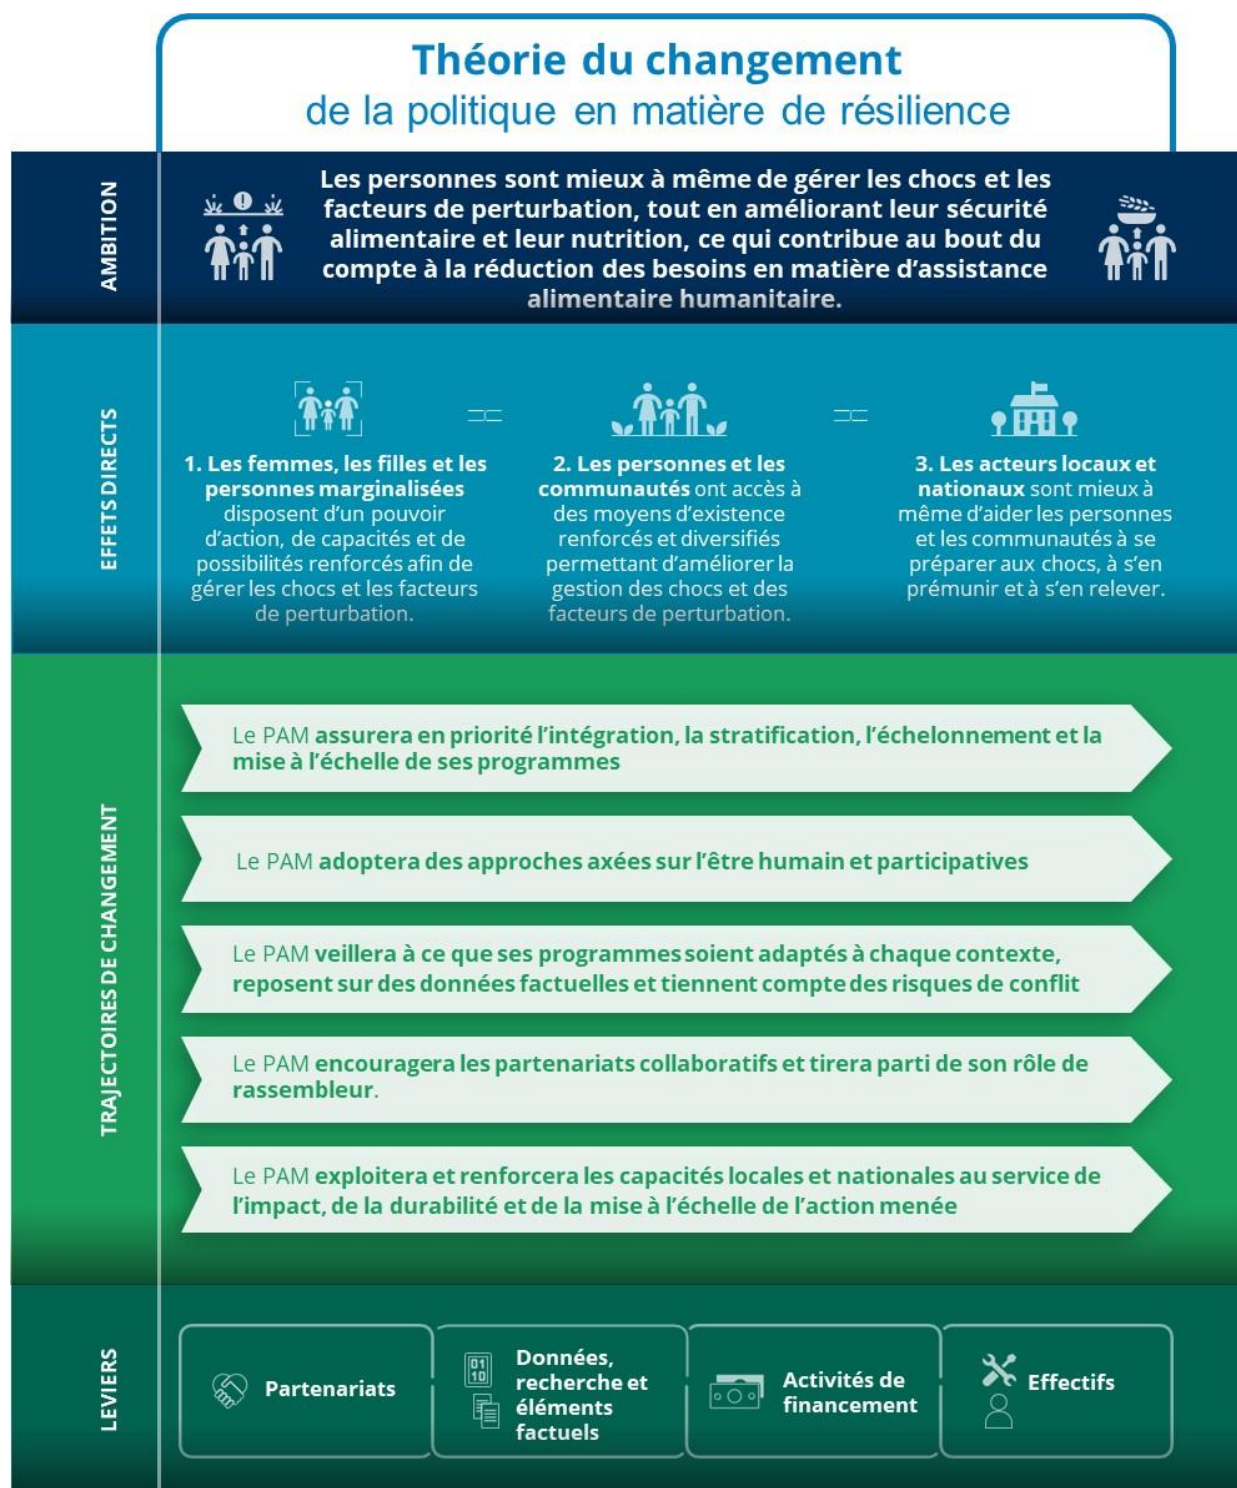 Théorie du changement
de la politique en matière de résilience
AMBITION
Les personnes sont mieux à même de gérer les chocs et les
facteurs de perturbation, tout en améliorant leur sécurité
alimentaire et leur nutrition, ce qui contribue au bout du
compte à la réduction des besoins en matière d’assistance
alimentaire humanitaire.
EFFETS DIRECTS
1. Les femmes, les filles et les
personnes marginalisées
disposent d’un pouvoir
d’action, de capacités et de
possibilités renforcés afin de
gérer les chocs et les facteurs
de perturbation.
2. Les personnes et les
communautés ont accès à
des moyens d’existence
renforcés et diversifiés
permettant d’améliorer la
gestion des chocs et des
facteurs de perturbation.
3. Les acteurs locaux et
nationaux sont mieux à
même d’aider les personnes
et les communautés à se
préparer aux chocs, à s’en
prémunir et à s’en relever.
TRAJECTOIRES DE CHANGEMENT
Le PAM assurera en priorité l’intégration, la stratification, l’échelonnement et la
mise à l’échelle de ses programmes
Le PAM adoptera des approches axées sur l’être humain et participatives
Le PAM veillera à ce que ses programmes soient adaptés à chaque contexte,
reposent sur des données factuelles et tiennent compte des risques de conflit
Le PAM encouragera les partenariats collaboratifs et tirera parti de son rôle de
rassembleur.
Le PAM exploitera et renforcera les capacités locales et nationales au service de
l’impact, de la durabilité et de la mise à l’échelle de l’action menée
LEVIERS
Partenariats
01
10
Données,
recherche et
éléments
factuels
Activités de
financement
Effectifs